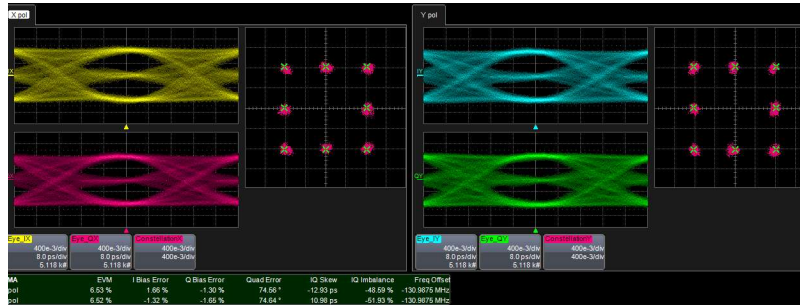 X pol
Y pol
IX
IY
QY
Eye_IX
Eye_QX
ConstellationX
400e-3/div
400e-3/div
400e-3/div
8.0 ps/div
8.0 ps/div
400e-3/div
5.118 k#
5.118 k#
Eye_IY
Eye_QY
400e-3/div
400e-3/div
400e-3/div
8.0 ps/div
8.0 ps/div
400e-3/div
5.118 k#
5.118 k#
MA EVM I Bias Error Q Bias Error Quad Error IQ Skew IQ Imbalance Freq Offset
pol 6.53 % 1.66 % -1.30 % 74.56 ° -12.93 ps -48.59 % -130.9875 MHz
pol 6.52 % -1.32 % -1.65 % 74.64 ° 10.98 ps -51.93 % -130.9875 MHz